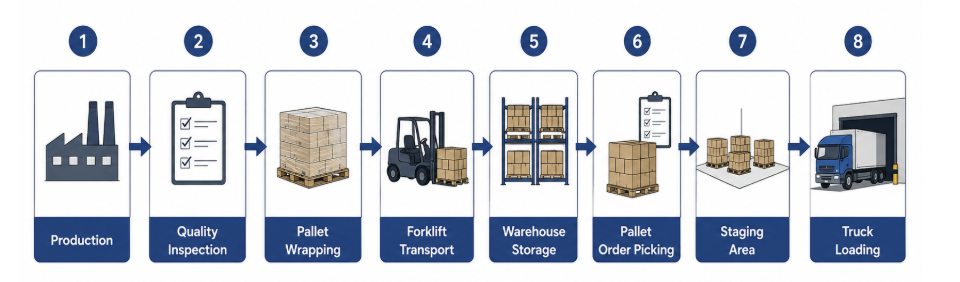 1
2
3
4
5
6
7
8
Production
Quality
Inspection
Pallet
Wrapping
Forklift
Transport
Warehouse
Storage
Pallet
Order Picking
Staging
Area
Truck
Loading